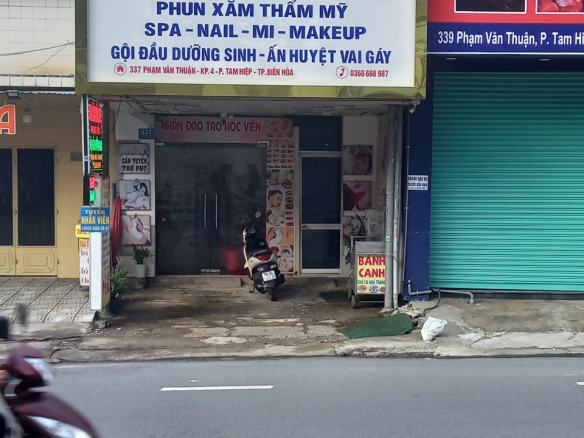 PHUN XĂM THẨM MỸ
SPA - NAIL - MI - MAKEUP
GỘI ĐẦU DƯỠNG SINH - ẤN HUYỆT VAI GÁY
337 PHẠM VĂN THUẬN - KP.4 - P. TAM HIỆP - TP.BIÊN HÒA
0366 668 987
339 Phạm Văn Thuận, P. Tam Hi
A
337
NHẬN ĐÀO TẠO HỌC VIÊN
CẦN TUYỂN
THỢ PHỤ
TUYỂN
NHÂN VIÊN
BÁNH
CANH